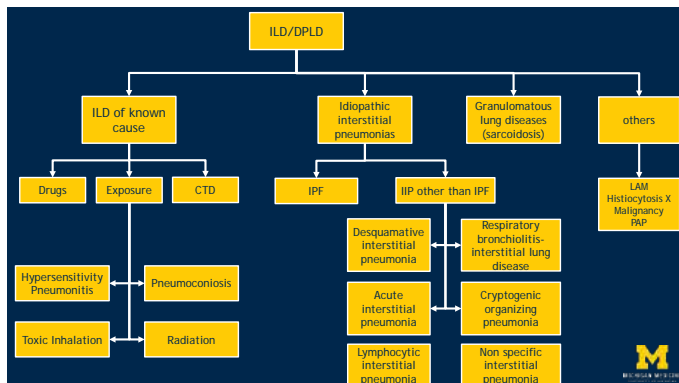 ILD/DPLD
ILD of known
cause
Idiopathic
interstitial
pneumonias
Granulomatous
lung diseases
(sarcoidosis)
others
Drugs
Exposure
CTD
IPF
IIP other than IPF
LAM
Histiocytosis X
Malignancy
PAP
Desquamative
interstitial
pneumonia
Respiratory
bronchiolitis-
interstitial lung
disease
Hypersensitivity
Pneumonitis
Pneumoconiosis
Acute
interstitial
pneumonia
Cryptogenic
organizing
pneumonia
Toxic Inhalation
Radiation
Lymphocytic
interstitial
pneumonia
Non specific
interstitial
pneumonia
M
MICHIGAN MEDICINE